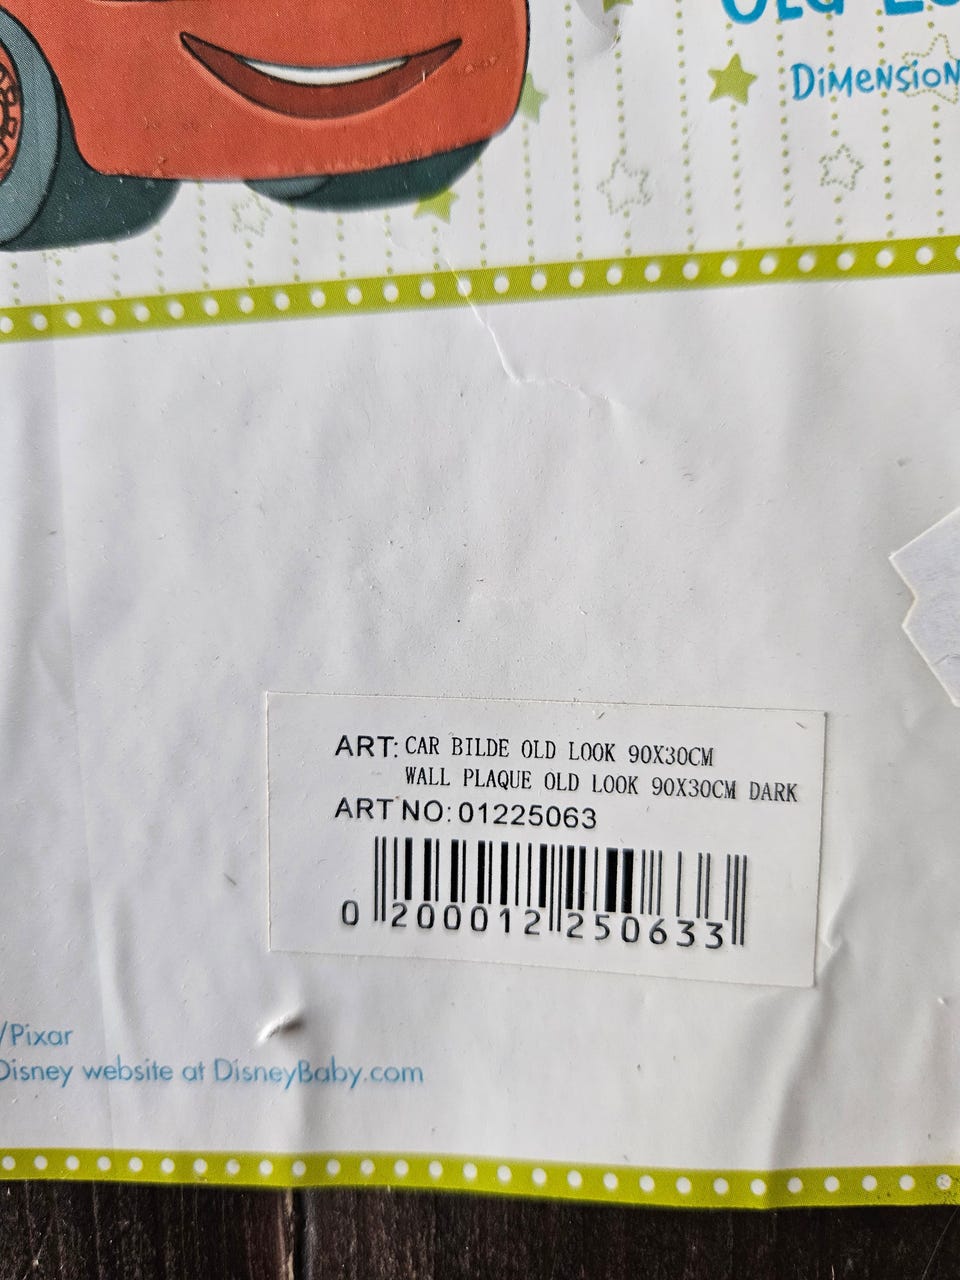 DiMENSiON
ART: CAR BILDE OLD LOOK 90X30CM
WALL PLAQUE OLD LOOK 90X30CM DARK
ART NO: 01225063
0 200012 250633
/Pixar
Disney website at DisneyBaby.com